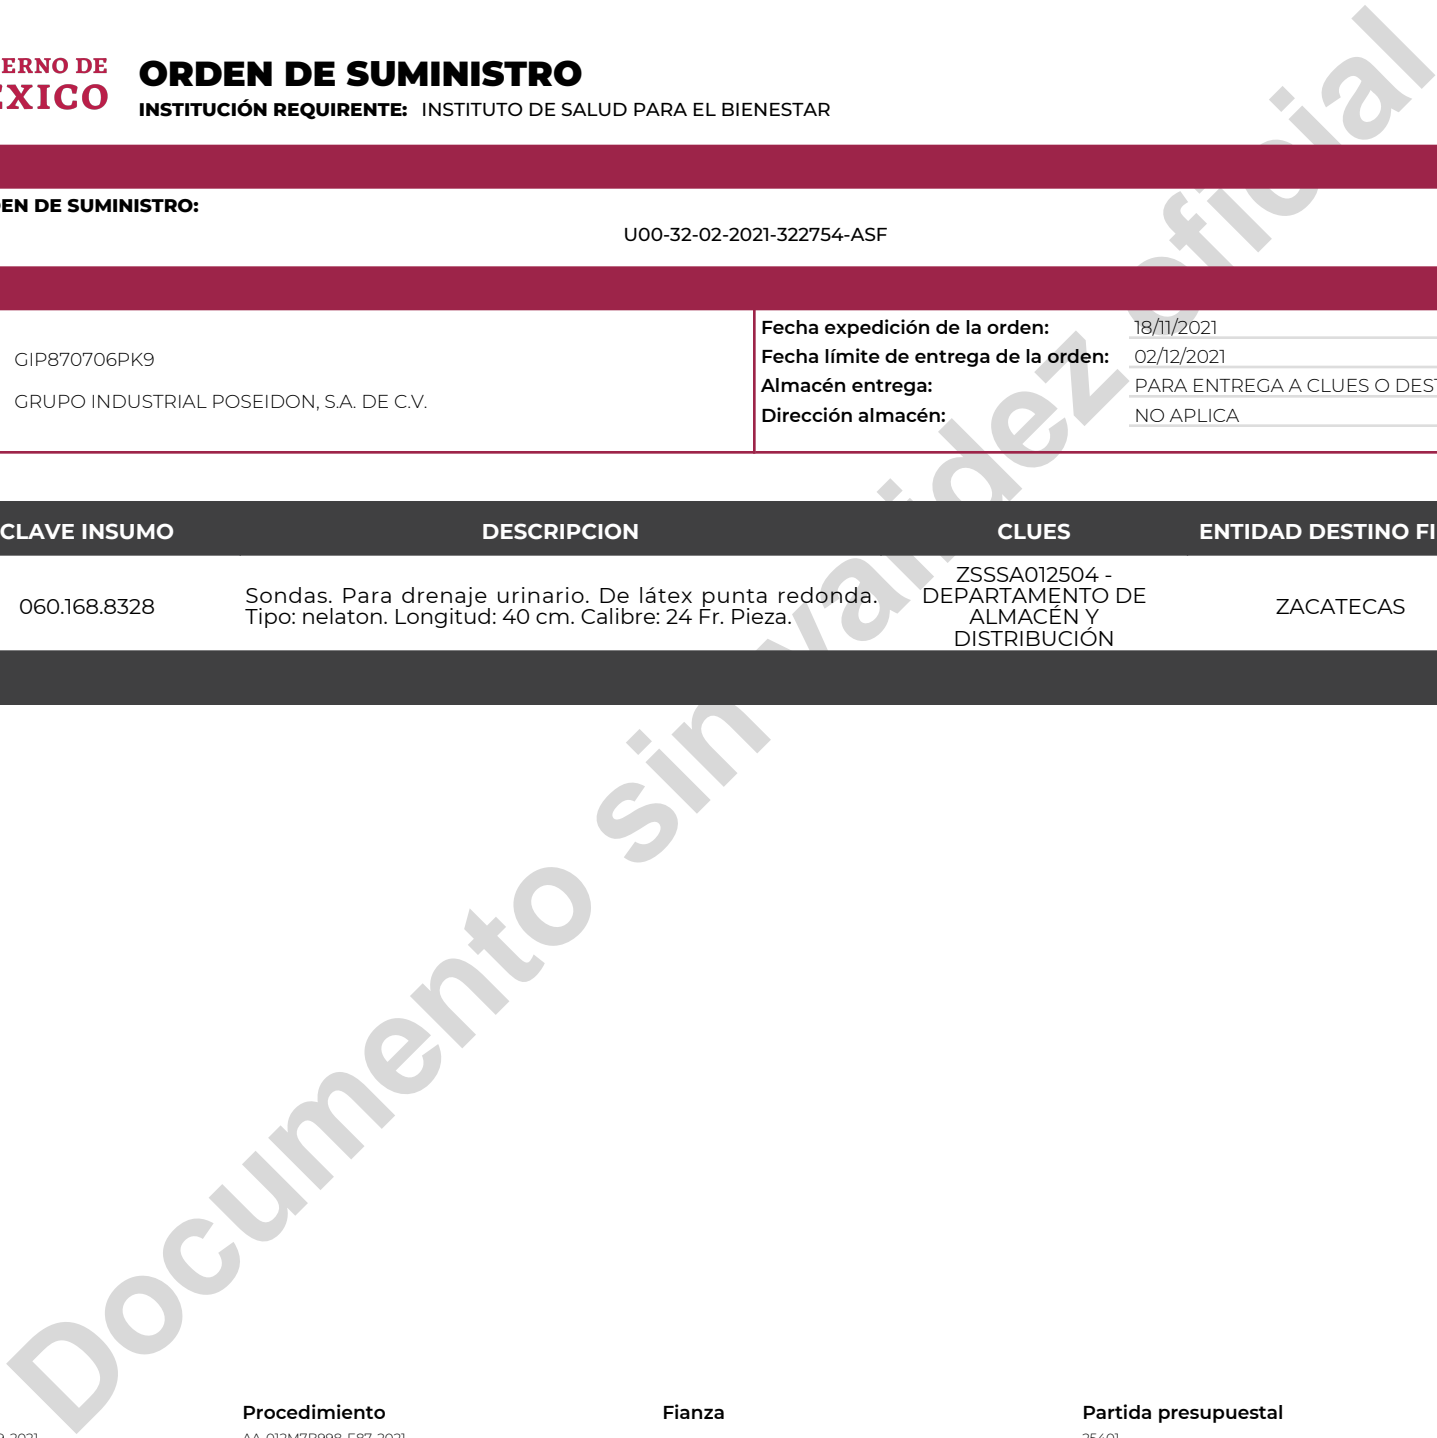 ERNO DE
EXICO
ORDEN DE SUMINISTRO
INSTITUCIÓN REQUIRENTE: INSTITUTO DE SALUD PARA EL BIENESTAR
EN DE SUMINISTRO:
U00-32-02-2021-322754-ASF
GIP870706PK9
GRUPO INDUSTRIAL POSEIDON, S.A. DE C.V.
Fecha expedición de la orden: 18/11/2021
Fecha límite de entrega de la orden: 02/12/2021
Almacén entrega: PARA ENTREGA A CLUES O DEST
Dirección almacén: NO APLICA
CLAVE INSUMO DESCRIPCION CLUES ENTIDAD DESTINO FI
060.168.8328
Sondas. Para drenaje urinario. De látex punta redonda.
Tipo: nelaton. Longitud: 40 cm. Calibre: 24 Fr. Pieza.
ZSSSA012504 -
DEPARTAMENTO DE
ALMACÉN Y
DISTRIBUCIÓN
ZACATECAS
Documento sin validez oficial
Procedimiento Fianza Partida presupuestal